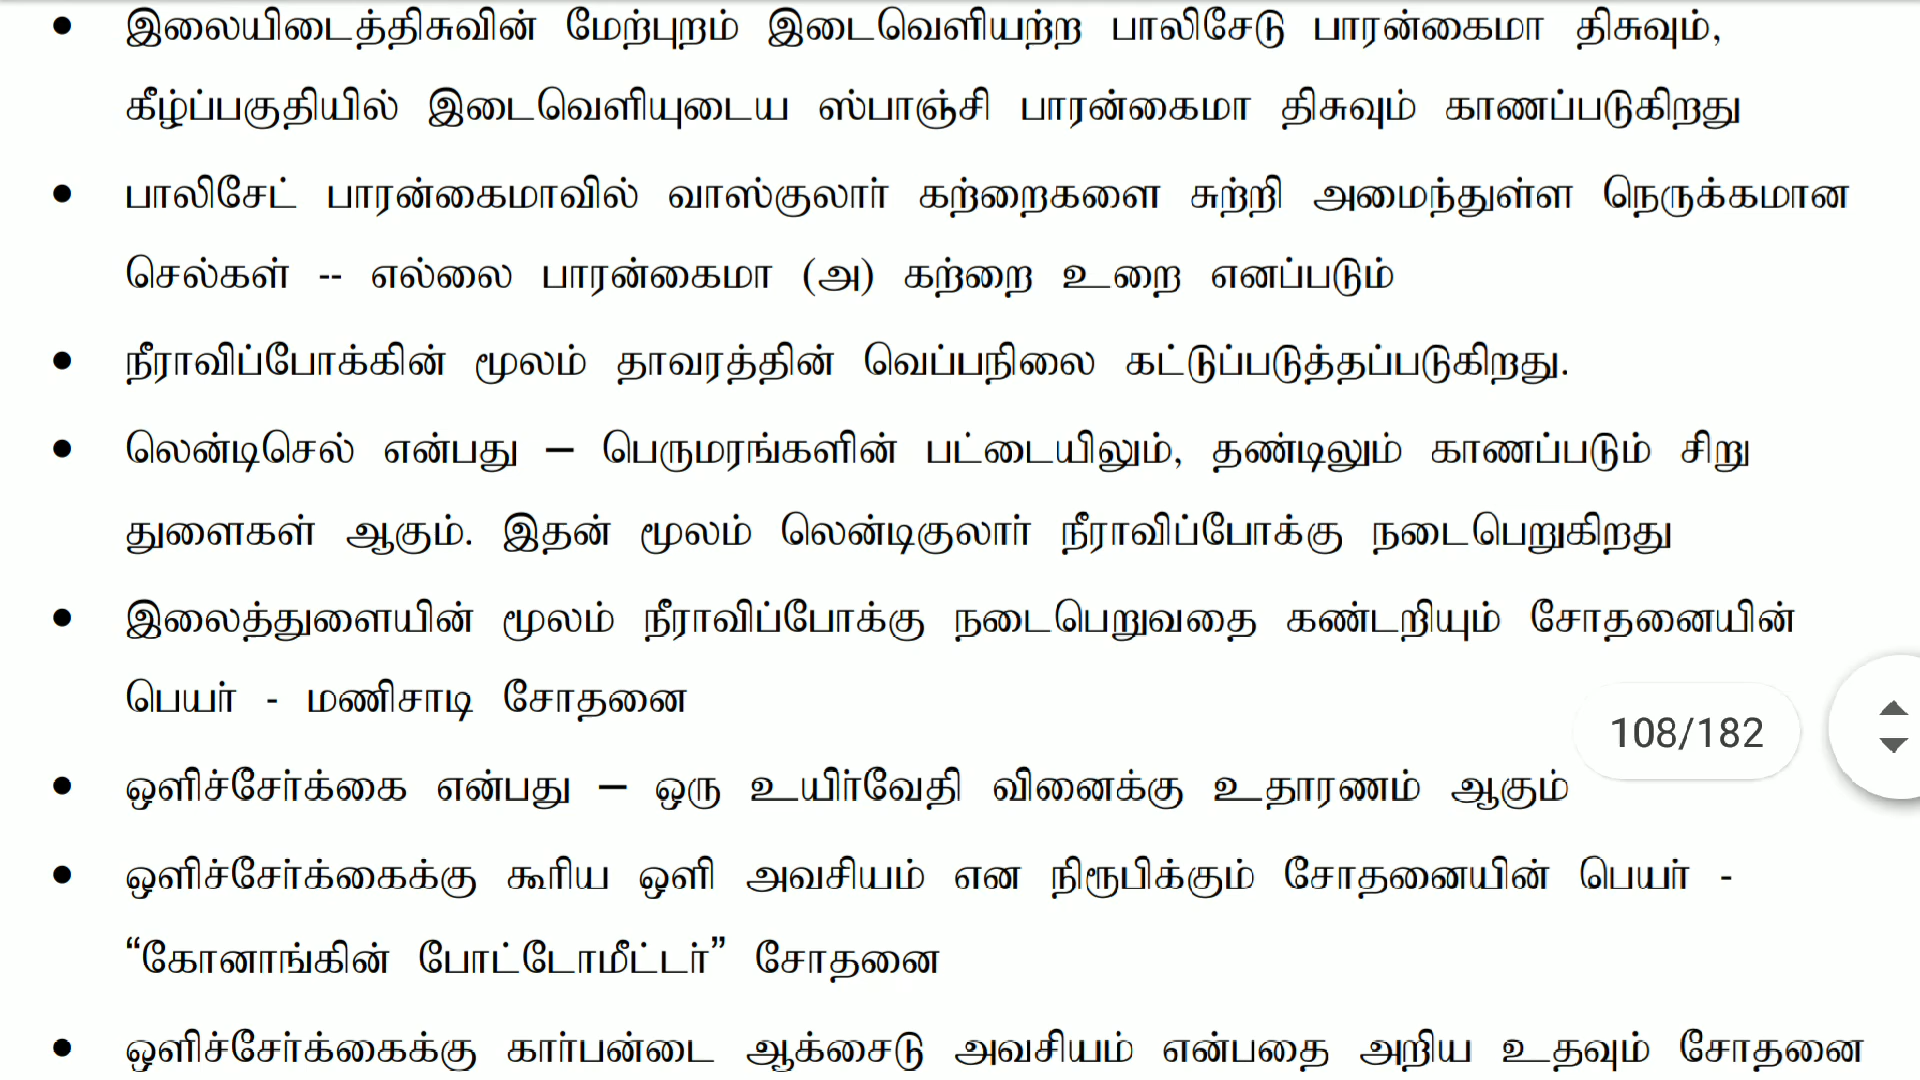 • இலையிடைத்திசுவின் மேற்புறம் இடைவெளியற்ற பாலிசேடு பாரன்கைமா திசுவும்,
கீழ்ப்பகுதியில் இடைவெளியுடைய ஸ்பாஞ்சி பாரன்கைமா திசுவும் காணப்படுகிறது
• பாலிசேட் பாரன்கைமாவில் வாஸ்குலார் கற்றைகளை சுற்றி அமைந்துள்ள நெருக்கமான
செல்கள் -- எல்லை பாரன்கைமா (அ) கற்றை உறை எனப்படும்
• நீராவிப்போக்கின் மூலம் தாவரத்தின் வெப்பநிலை கட்டுப்படுத்தப்படுகிறது.
• லென்டிசெல் என்பது – பெருமரங்களின் பட்டையிலும், தண்டிலும் காணப்படும் சிறு
துளைகள் ஆகும். இதன் மூலம் லென்டிகுலார் நீராவிப்போக்கு நடைபெறுகிறது
• இலைத்துளையின் மூலம் நீராவிப்போக்கு நடைபெறுவதை கண்டறியும் சோதனையின்
பெயர் - மணிசாடி சோதனை
108/182
• ஒளிச்சேர்க்கை என்பது – ஒரு உயிர்வேதி வினைக்கு உதாரணம் ஆகும்
• ஒளிச்சேர்க்கைக்கு கூரிய ஒளி அவசியம் என நிரூபிக்கும் சோதனையின் பெயர் -
“கோனாங்கின் போட்டோமீட்டர்” சோதனை
• ஒளிச்சேர்க்கைக்கு கார்பன்டை ஆக்சைடு அவசியம் என்பதை அறிய உதவும் சோதனை